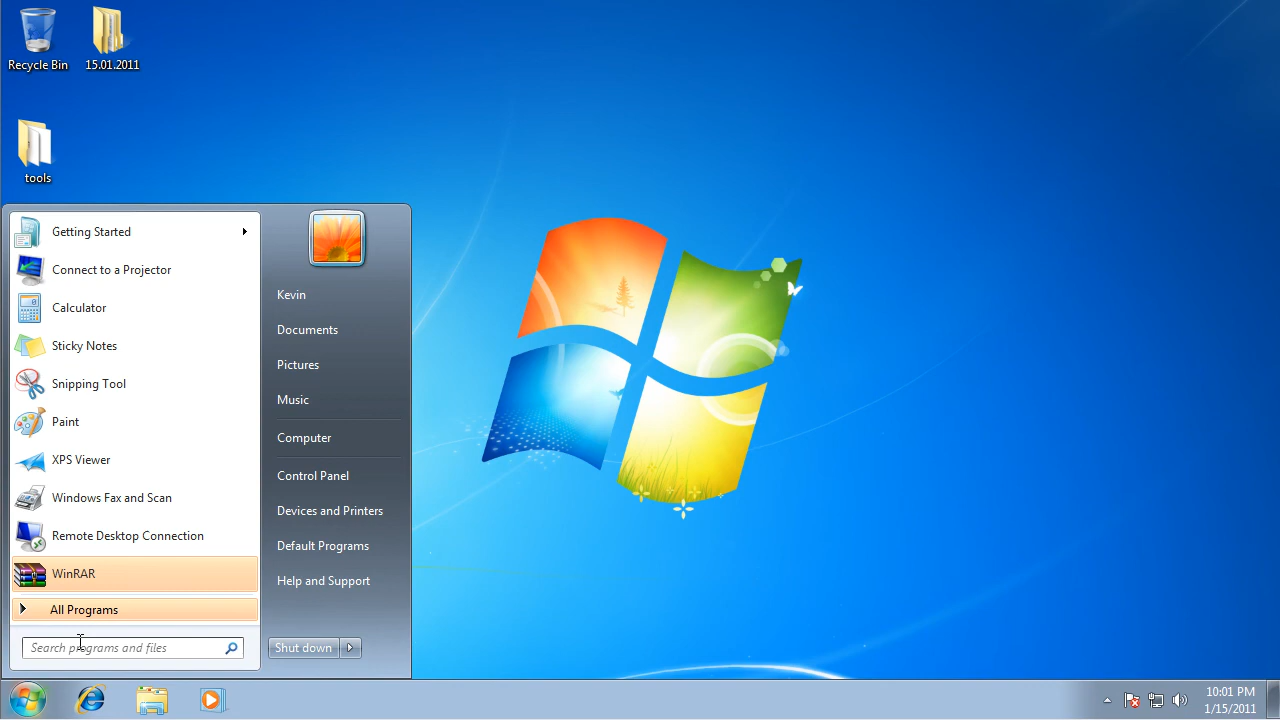 Recycle Bin
15.01.2011
tools
Getting Started
Connect to a Projector
Calculator
Sticky Notes
Snipping Tool
Paint
XPS Viewer
Windows Fax and Scan
Remote Desktop Connection
WinRAR
All Programs
Search programs and files
Kevin
Documents
Pictures
Music
Computer
Control Panel
Devices and Printers
Default Programs
Help and Support
Shut down
10:01 PM
1/15/2011